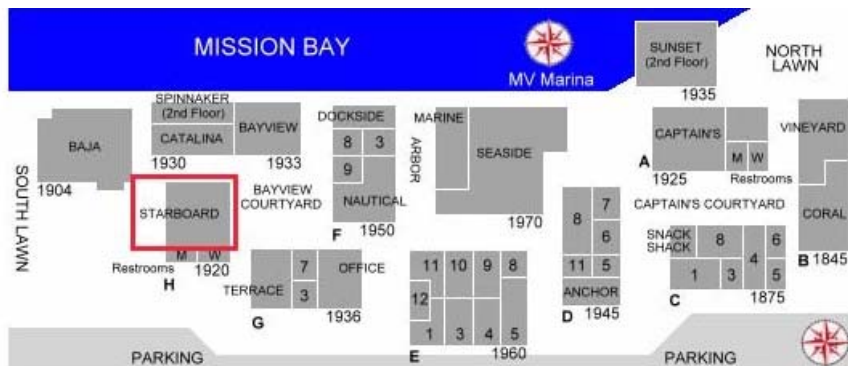 MISSION BAY
MV Marina
SUNSET
(2nd Floor)
1935
NORTH
LAWN
SPINNAKER
(2nd Floor)
CATALINA
1930
BAYVIEW
1933
BAJA
1904
SOUTH LAWN
STARBOARD
M W
Restrooms
1920
H
BAYVIEW
COURTYARD
DOCKSIDE
8 3
9
NAUTICAL
F
1950
ARBOR
MARINE
SEASIDE
1970
CAPTAIN'S
M W
A
1925
Restrooms
VINEYARD
CORAL
B
1845
CAPTAIN'S COURTYARD
TERRACE
7
3
OFFICE
G
1936
11 10 9 8
12
1 3 4 5
E
1960
8 7
6
11 5
ANCHOR
D
1945
SNACK
SHACK
8 6
4
1 3 5
C
1875
PARKING
PARKING